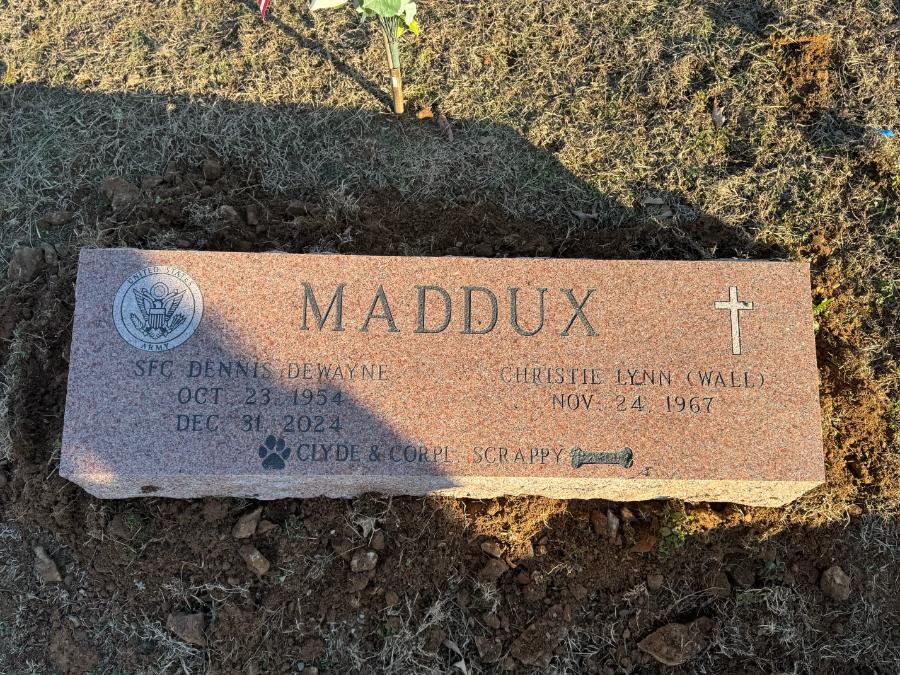 UNITED STATES
ARMY
MADDUX
SFC DENNIS DEWAYNE
OCT 23 1954
DEC. 31, 2024
CHRISTIE LYNN (WALL)
NOV. 24, 1967
CLYDE & CORPL. SCRAPPY